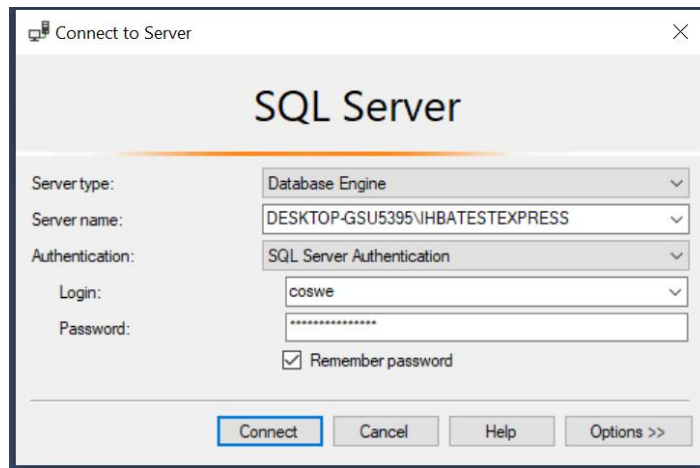 Connect to Server
SQL Server
Server type: Database Engine
Server name: DESKTOP-GSU5395\IHBATESTEXPRESS
Authentication: SQL Server Authentication
Login: coswe
Password: ***************
Remember password
Connect Cancel Help Options >>